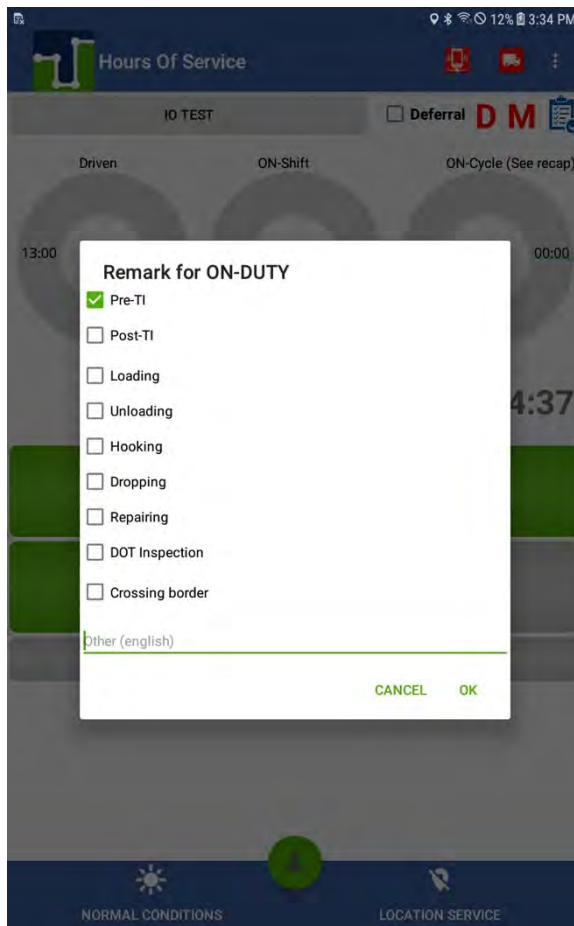 12% 3:34 PM
Hours Of Service
IO TEST
Deferral D M
Driven ON-Shift ON-Cycle (See recap)
13:00 00:00
Remark for ON-DUTY
Pre-TI
Post-TI
Loading
4:37
Unloading
Hooking
Dropping
Repairing
DOT Inspection
Crossing border
Other (english)
CANCEL OK
NORMAL CONDITIONS LOCATION SERVICE